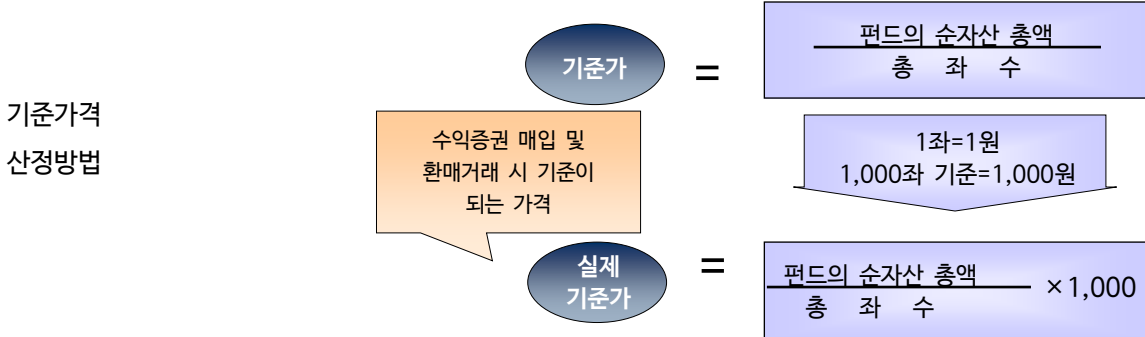 기준가격
산정방법
기준가
=
펀드의 순자산 총액
총 좌 수
수익증권 매입 및
환매거래 시 기준이
되는 가격
1좌=1원
1,000좌 기준=1,000원
실제
기준가
=
펀드의 순자산 총액
총 좌 수
×1,000